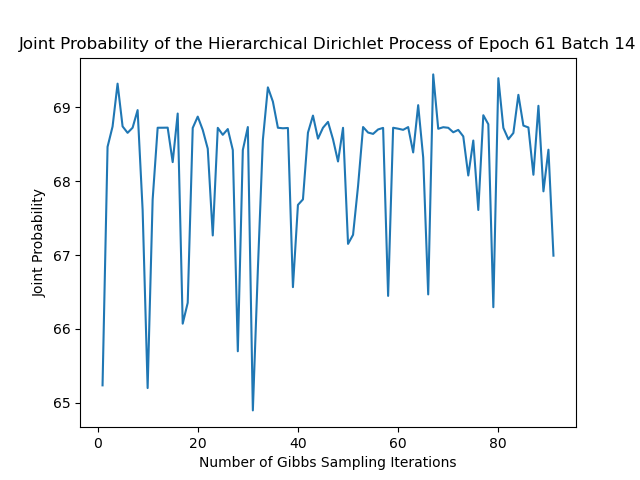 Joint Probability of the Hierarchical Dirichlet Process of Epoch 61 Batch 14
69
68
67
66
65
Joint Probability
0 20 40 60 80
Number of Gibbs Sampling Iterations